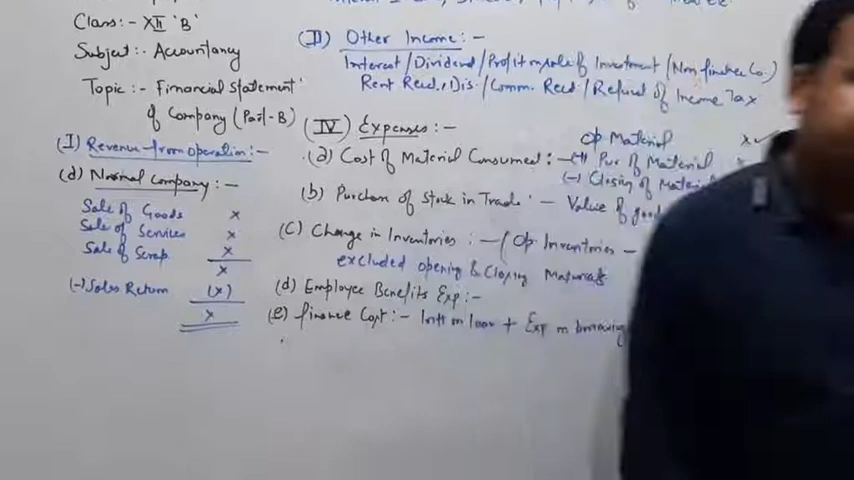 Class:- XII 'B'
Subject:- Accountancy
Topic:- Financial statement
of Company (Part-B)
(I) Revenue from operation:-
(a) Normal Company:-
Sale of Goods x
Sale of Services x
Sale of Scrap x
x
(-) Sales Return (x)
x
(II) Other Income:-
Interest/Dividend/Profit on sale of Investment/(Non finance Co.)
Rent Recd., Dis./Comm. Recd/Refund of Income Tax
(IV) Expenses:-
(a) Cost of Material Consumed:- Op Material x
(+) Pur of Material
(-) Closing of Material
(b) Purchase of Stock in Trade - Value of good
(C) Change in Inventories:- (Op Inventories -
excluded opening & Closing Materials
(d) Employee Benefits Exp:-
(e) finance Cost:- Intt on loan + Exp on borrowing